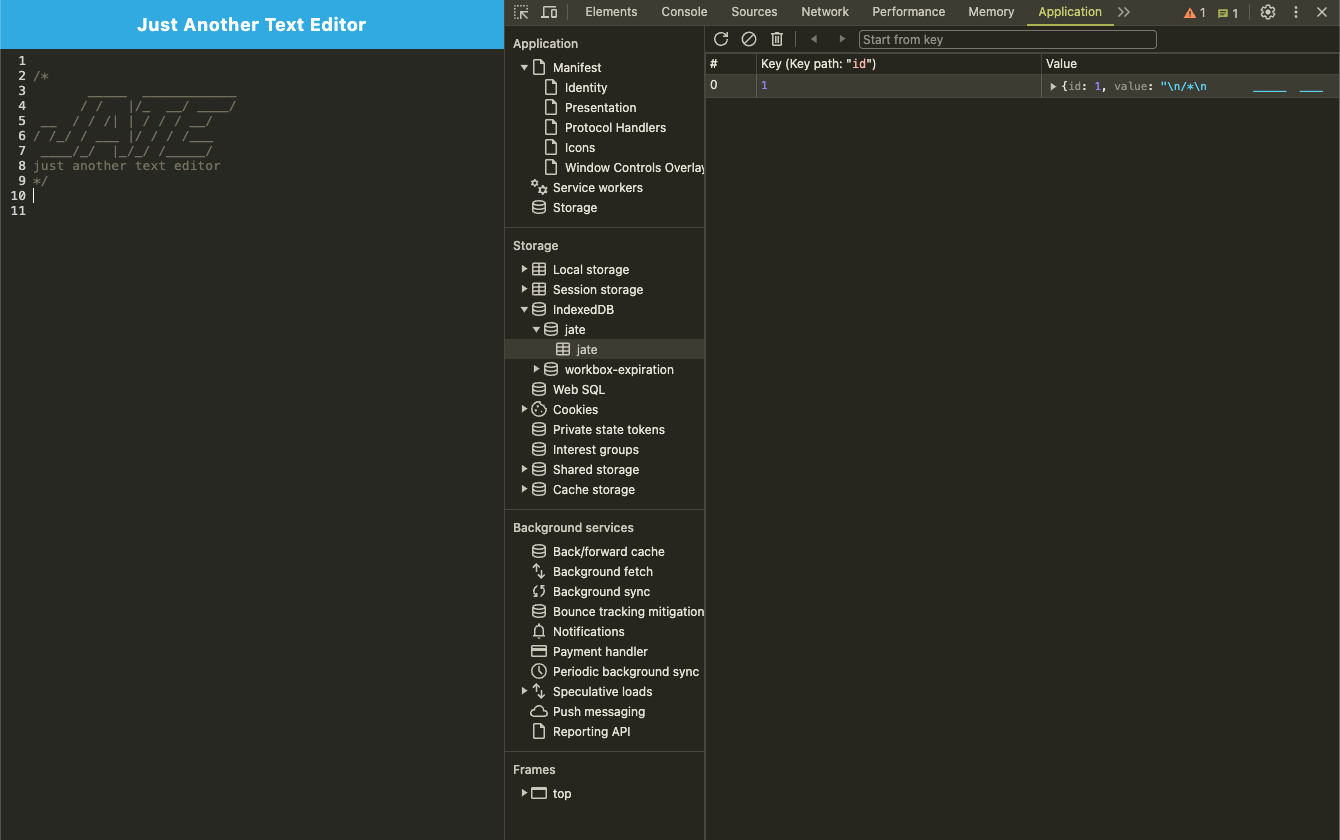 Just Another Text Editor
1
2 /*
3        _____  ____________
4       / /   |/_  __/ ____/
5  __  / / /| | / / / __/
6 / /_/ / ___ |/ / / /___
7  ____/_/  |_/_/ /_____/
8 just another text editor
9 */
10
11
Elements Console Sources Network Performance Memory Application 1 1
Application
Manifest
Identity
Presentation
Protocol Handlers
Icons
Window Controls Overlay
Service workers
Storage
Storage
Local storage
Session storage
IndexedDB
jate
jate
workbox-expiration
Web SQL
Cookies
Private state tokens
Interest groups
Shared storage
Cache storage
Background services
Back/forward cache
Background fetch
Background sync
Bounce tracking mitigation
Notifications
Payment handler
Periodic background sync
Speculative loads
Push messaging
Reporting API
Frames
top
Start from key
# Key (Key path: "id") Value
0 1 {id: 1, value: "\n/*\n       _____  ____